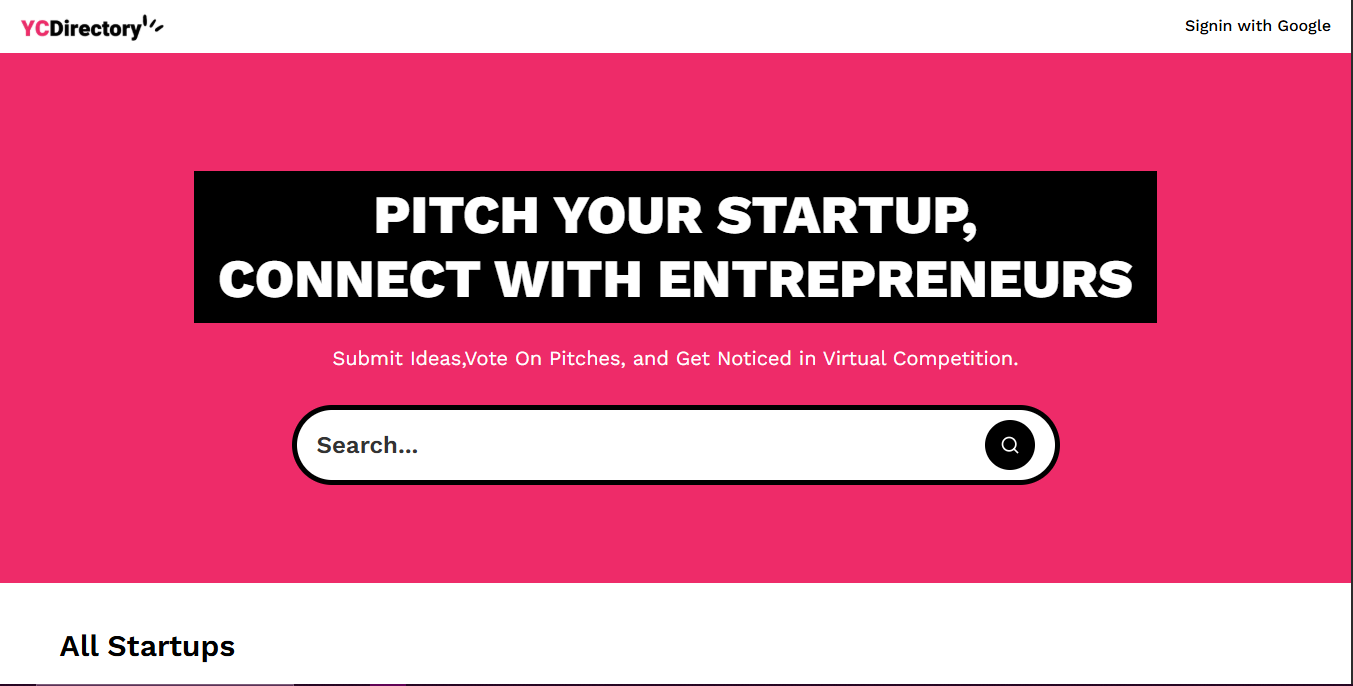 YCDirectory
Signin with Google
PITCH YOUR STARTUP,
CONNECT WITH ENTREPRENEURS
Submit Ideas,Vote On Pitches, and Get Noticed in Virtual Competition.
Search...
All Startups